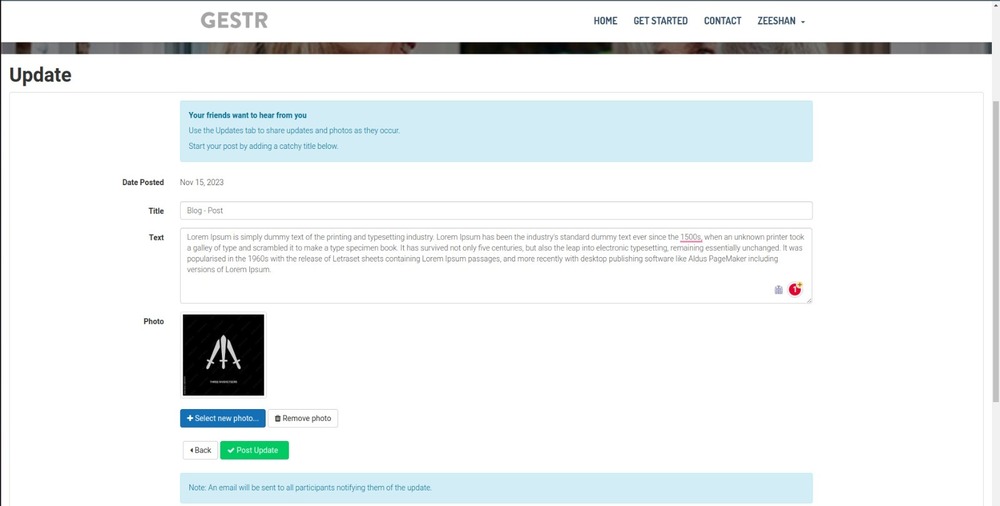 GESTR
HOME GET STARTED CONTACT ZEESHAN
Update
Your friends want to hear from you
Use the Updates tab to share updates and photos as they occur.
Start your post by adding a catchy title below.
Date Posted Nov 15, 2023
Title Blog - Post
Text Lorem Ipsum is simply dummy text of the printing and typesetting industry. Lorem Ipsum has been the industry's standard dummy text ever since the 1500s, when an unknown printer took
a galley of type and scrambled it to make a type specimen book. It has survived not only five centuries, but also the leap into electronic typesetting, remaining essentially unchanged. It was
popularised in the 1960s with the release of Letraset sheets containing Lorem Ipsum passages, and more recently with desktop publishing software like Aldus PageMaker including
versions of Lorem Ipsum.
1
Photo
Select new photo... Remove photo
Back Post Update
Note: An email will be sent to all participants notifying them of the update.